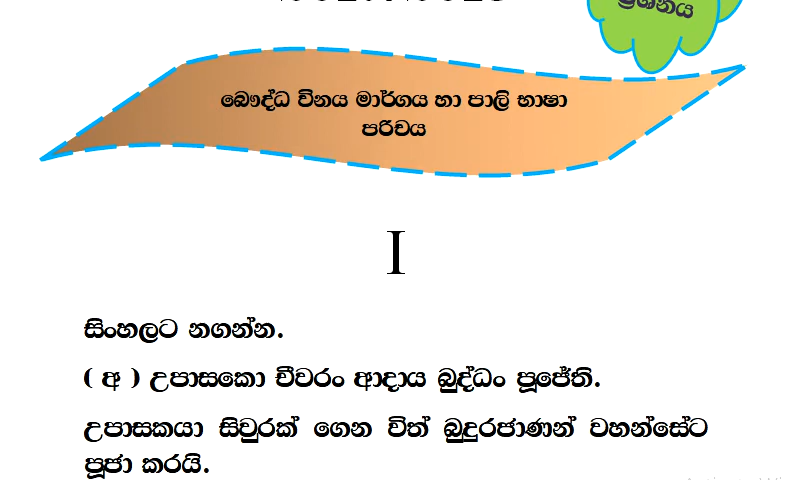 ප්‍රශ්නය
බෞද්ධ විනය මාර්ගය හා පාලි භාෂා
පරිචය
I
සිංහලට නගන්න.
( අ ) උපාසකො චීවරං ආදාය බුද්ධං පූජේති.
උපාසකයා සිවුරක් ගෙන විත් බුදුරජාණන් වහන්සේට
පූජා කරයි.